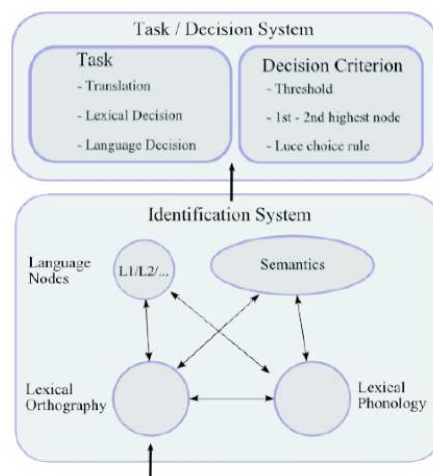 Task / Decision System
Task
- Translation
- Lexical Decision
- Language Decision
Decision Criterion
- Threshold
- 1st - 2nd highest node
- Luce choice rule
Identification System
Language
Nodes
L1/L2/...
Semantics
Lexical
Orthography
Lexical
Phonology